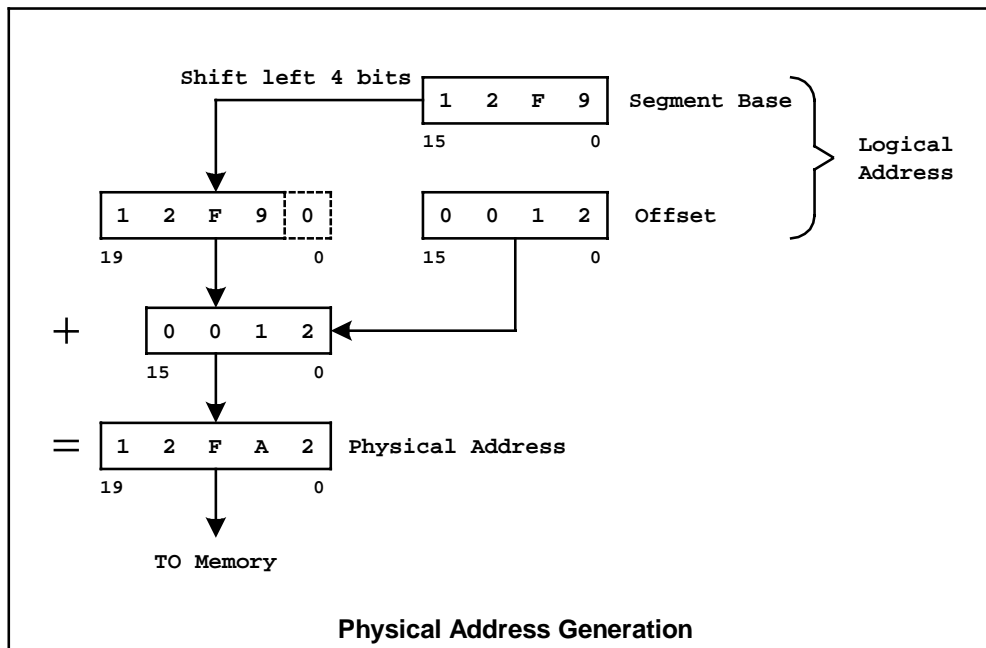 Shift left 4 bits
1 2 F 9 Segment Base
15 0
Logical
Address
1 2 F 9 0
0 0 1 2 Offset
19 0
15 0
+ 0 0 1 2
15 0
= 1 2 F A 2 Physical Address
19 0
TO Memory
Physical Address Generation